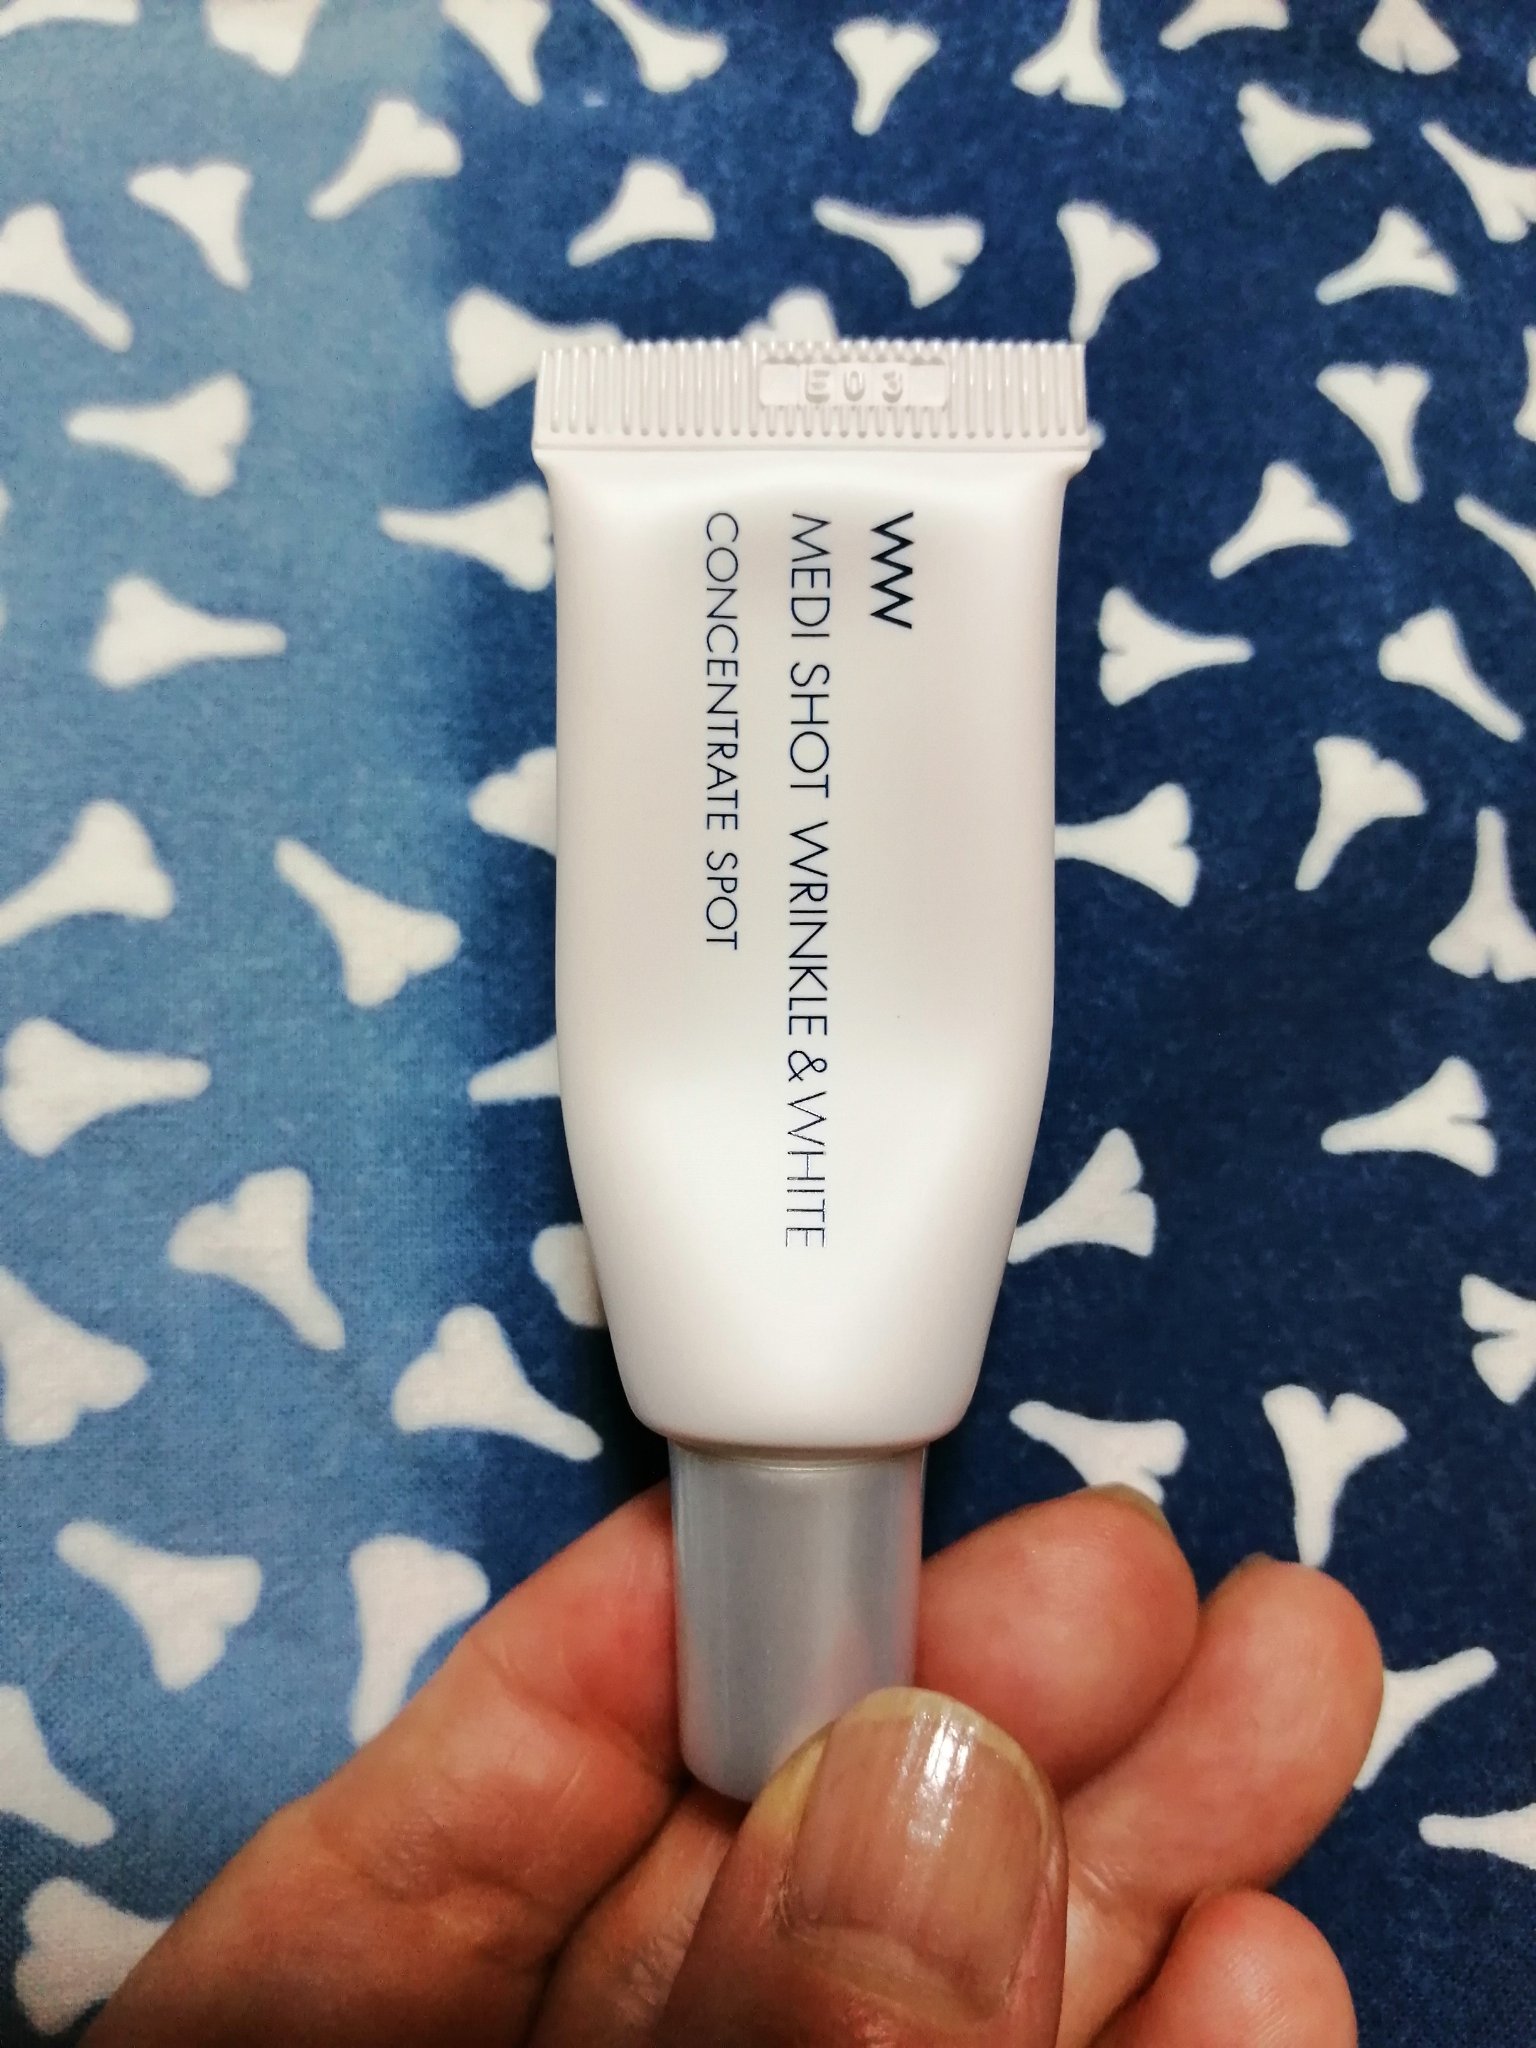 E03
WW
MEDI SHOT WRINKLE & WHITE
CONCENTRATE SPOT